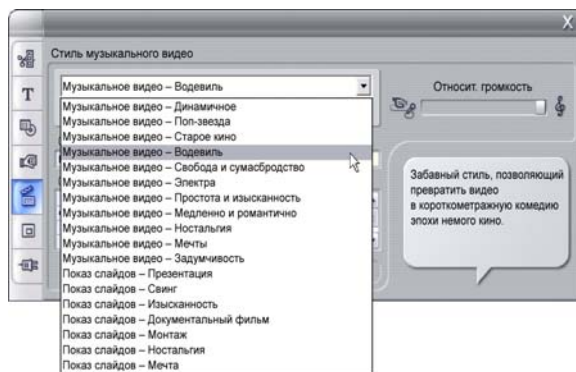 X
Стиль музыкального видео
T
Музыкальное видео – Водевиль
Относит. громкость
Музыкальное видео – Динамичное
Музыкальное видео – Поп-звезда
Музыкальное видео – Старое кино
Музыкальное видео – Водевиль
Музыкальное видео – Свобода и сумасбродство
Музыкальное видео – Электра
Музыкальное видео – Простота и изысканность
Музыкальное видео – Медленно и романтично
Музыкальное видео – Ностальгия
Музыкальное видео – Мечты
Музыкальное видео – Задумчивость
Показ слайдов – Презентация
Показ слайдов – Свинг
Показ слайдов – Изысканность
Показ слайдов – Документальный фильм
Показ слайдов – Монтаж
Показ слайдов – Ностальгия
Показ слайдов – Мечта
Забавный стиль, позволяющий
превратить видео
в короткометражную комедию
эпохи немого кино.